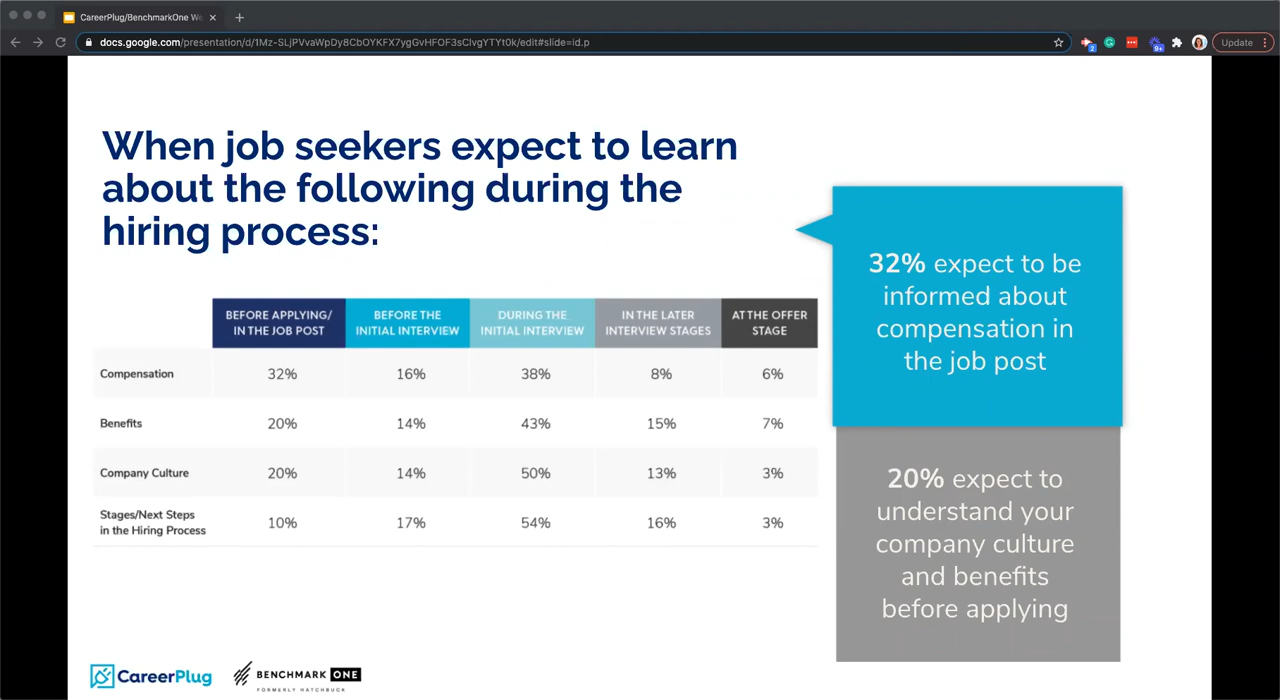 CareerPlug/BenchmarkOne We
docs.google.com/presentation/d/1Mz-SLjPVvaWpDy8CbOYKFX7ygGvHFOF3sClvgYTYt0k/edit#slide=id.p
2
9+
Update
When job seekers expect to learn
about the following during the
hiring process:
BEFORE APPLYING/
IN THE JOB POST
BEFORE THE
INITIAL INTERVIEW
DURING THE
INITIAL INTERVIEW
IN THE LATER
INTERVIEW STAGES
AT THE OFFER
STAGE
Compensation 32% 16% 38% 8% 6%
Benefits 20% 14% 43% 15% 7%
Company Culture 20% 14% 50% 13% 3%
Stages/Next Steps
in the Hiring Process 10% 17% 54% 16% 3%
32% expect to be
informed about
compensation in
the job post
20% expect to
understand your
company culture
and benefits
before applying
CareerPlug
BENCHMARK ONE
FORMERLY HATCHBUCK